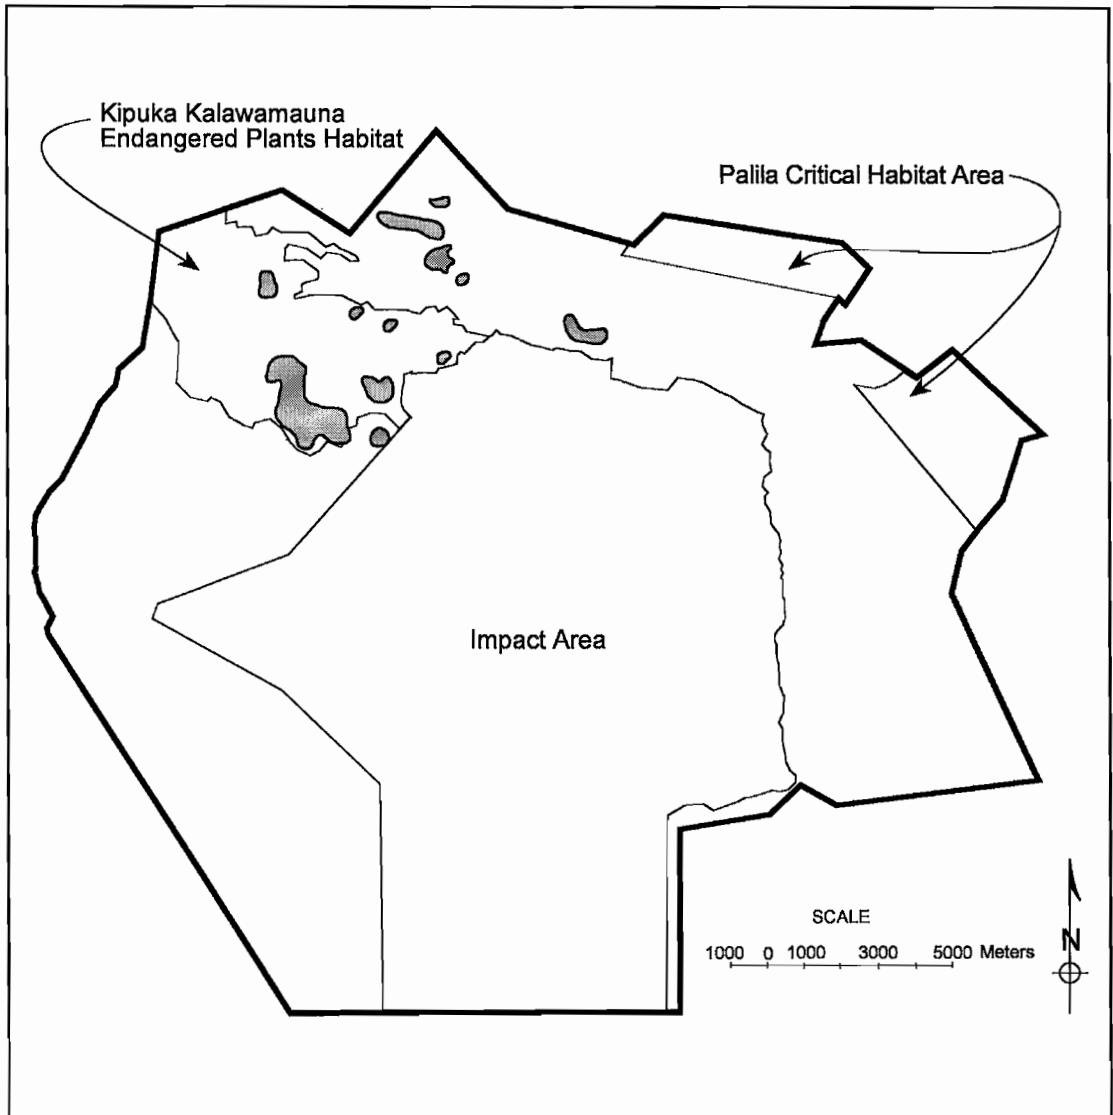 Kipuka Kalawamauna
Endangered Plants Habitat
Palila Critical Habitat Area
Impact Area
SCALE
1000 0 1000 3000 5000 Meters
N